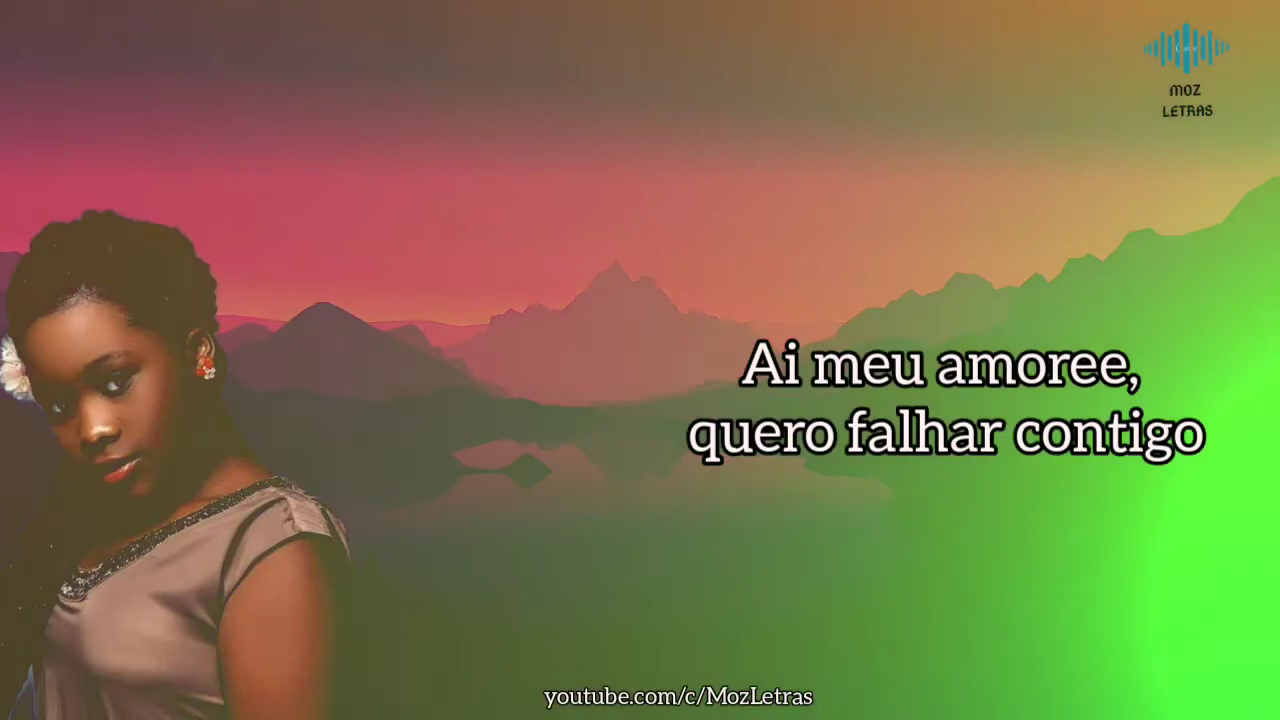 MOZ
LETRAS
Ai meu amoree,
quero falhar contigo
youtube.com/c/MozLetras